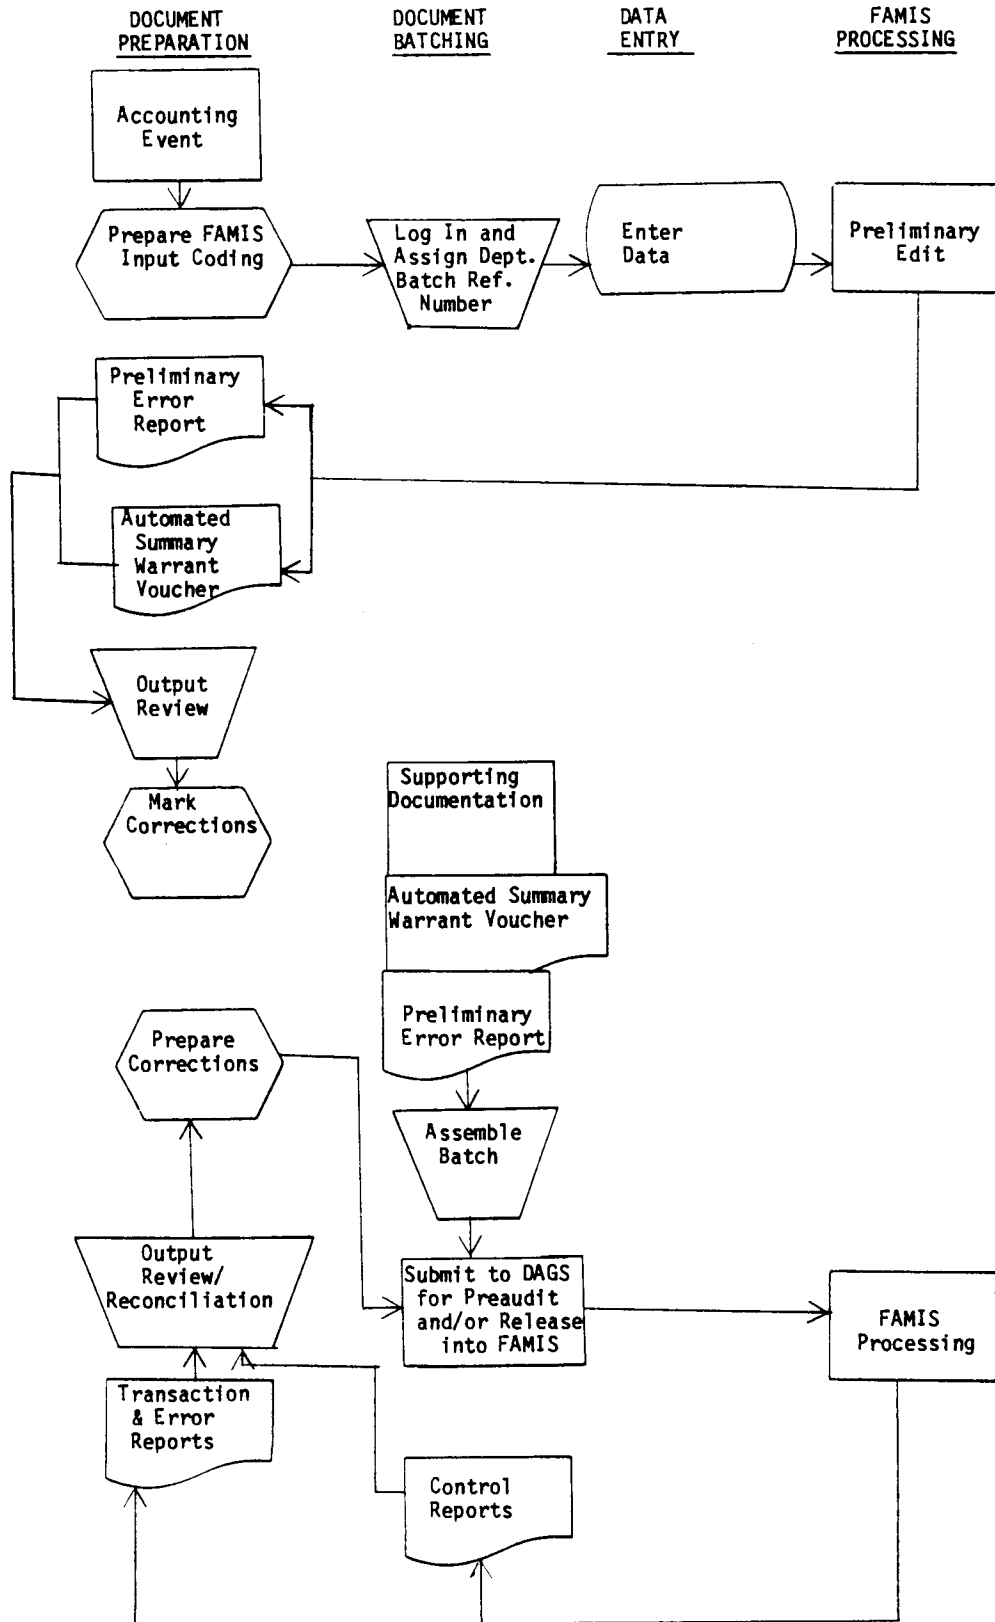 DOCUMENT
PREPARATION
DOCUMENT
BATCHING
DATA
ENTRY
FAMIS
PROCESSING
Accounting
Event
Prepare FAMIS
Input Coding
Log In and
Assign Dept.
Batch Ref.
Number
Enter
Data
Preliminary
Edit
Preliminary
Error
Report
Automated
Summary
Warrant
Voucher
Output
Review
Mark
Corrections
Supporting
Documentation
Automated Summary
Warrant Voucher
Preliminary
Error Report
Prepare
Corrections
Assemble
Batch
Output
Review/
Reconciliation
Submit to DAGS
for Preaudit
and/or Release
into FAMIS
FAMIS
Processing
Transaction
& Error
Reports
Control
Reports